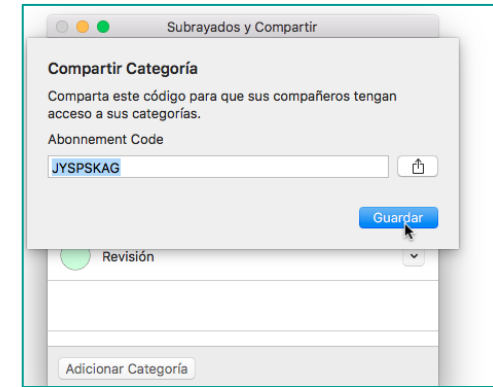 Subrayados y Compartir
Compartir Categoría
Comparta este código para que sus compañeros tengan
acceso a sus categorías.
Abonnement Code
JYSPSKAG
Guardar
Revisión
Adicionar Categoría